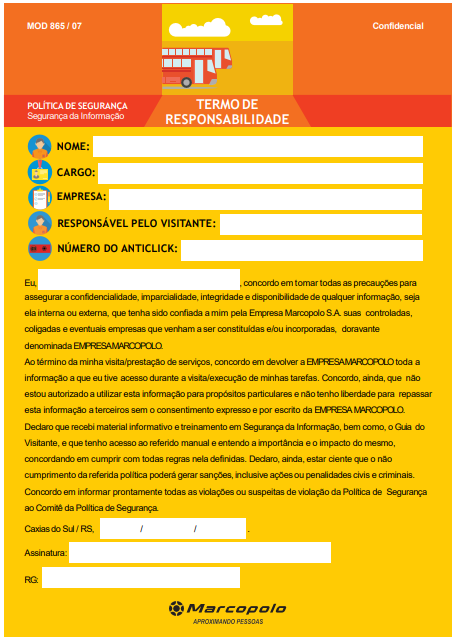 MOD 865 / 07
Confidencial
POLÍTICA DE SEGURANÇA
Segurança da Informação
TERMO DE
RESPONSABILIDADE
NOME:
CARGO:
EMPRESA:
RESPONSÁVEL PELO VISITANTE:
NÚMERO DO ANTICLICK:
Eu, , concordo em tomar todas as precauções para
assegurar a confidencialidade, imparcialidade, integridade e disponibilidade de qualquer informação, seja
ela interna ou externa, que tenha sido confiada a mim pela Empresa Marcopolo S.A. suas controladas,
coligadas e eventuais empresas que venham a ser constituídas e/ou incorporadas, doravante
denominada EMPRESA MARCOPOLO.
Ao término da minha visita/prestação de serviços, concordo em devolver a EMPRESA MARCOPOLO toda a
informação a que eu tive acesso durante a visita/execução de minhas tarefas. Concordo, ainda, que não
estou autorizado a utilizar esta informação para propósitos particulares e não tenho liberdade para repassar
esta informação a terceiros sem o consentimento expresso e por escrito da EMPRESA MARCOPOLO.
Declaro que recebi material informativo e treinamento em Segurança da Informação, bem como, o Guia do
Visitante, e que tenho acesso ao referido manual e entendo a importância e o impacto do mesmo,
concordando em cumprir com todas regras nela definidas. Declaro, ainda, estar ciente que o não
cumprimento da referida política poderá gerar sanções, inclusive ações ou penalidades civis e criminais.
Concordo em informar prontamente todas as violações ou suspeitas de violação da Política de Segurança
ao Comitê da Política de Segurança.
Caxias do Sul / RS, / / .
Assinatura:
RG:
Marcopolo
APROXIMANDO PESSOAS